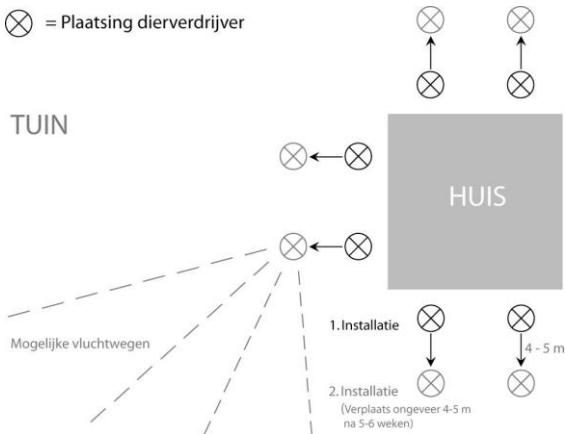 = Plaatsing dierverdrijver
TUIN
HUIS
1. Installatie
4 - 5 m
Mogelijke vluchtwegen
2. Installatie
(Verplaats ongeveer 4-5 m
na 5-6 weken)